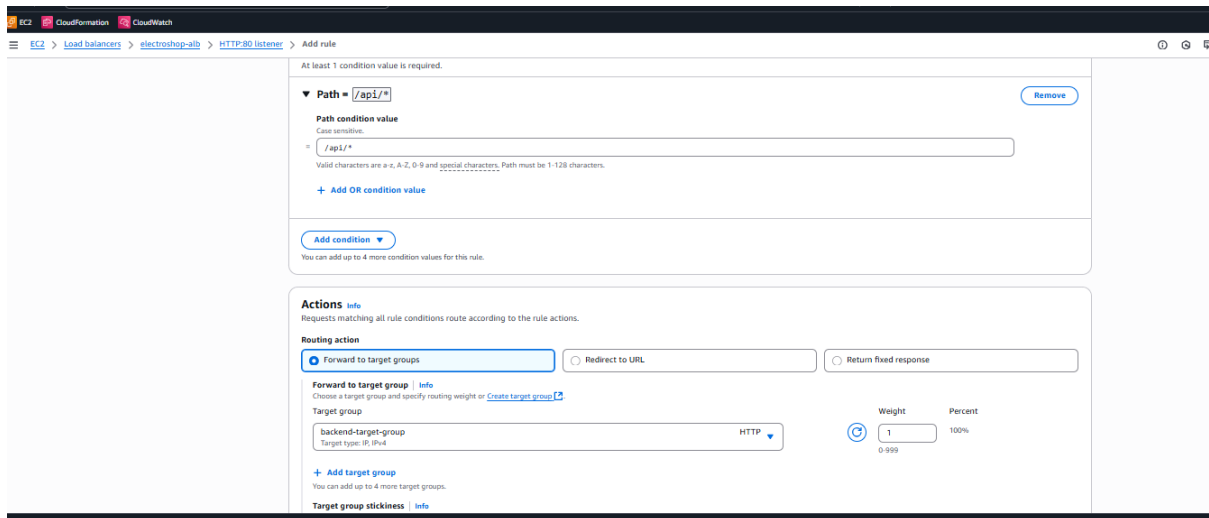 EC2 CloudFormation CloudWatch
EC2 > Load balancers > electroshop-alb > HTTP:80 listener > Add rule
At least 1 condition value is required.
▼ Path = /api/*
Remove
Path condition value
Case sensitive.
= /api/*
Valid characters are a-z, A-Z, 0-9 and special characters. Path must be 1-128 characters.
+ Add OR condition value
Add condition ▼
You can add up to 4 more condition values for this rule.
Actions Info
Requests matching all rule conditions route according to the rule actions.
Routing action
Forward to target groups Redirect to URL Return fixed response
Forward to target group | Info
Choose a target group and specify routing weight or Create target group
Target group Weight Percent
backend-target-group HTTP 1 100%
Target type: IP, IPv4
0-999
+ Add target group
You can add up to 4 more target groups.
Target group stickiness | Info